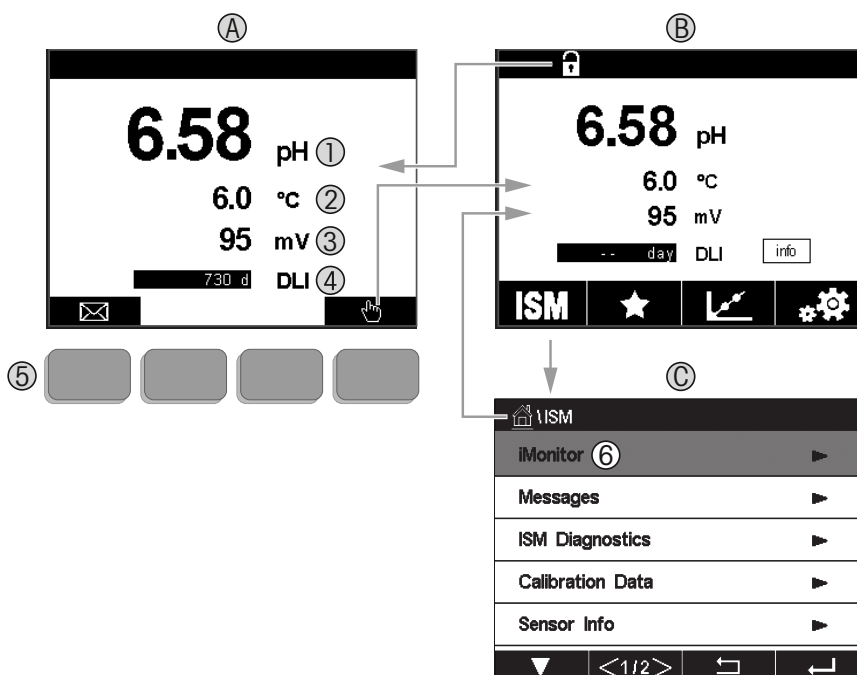 Ⓐ
6.58 pH ①
6.0 °C ②
95 mV ③
730 d DLI ④
⑤
Ⓑ
6.58 pH
6.0 °C
95 mV
-- day DLI info
ISM
Ⓒ
\ISM
iMonitor ⑥
Messages
ISM Diagnostics
Calibration Data
Sensor Info
<1/2>